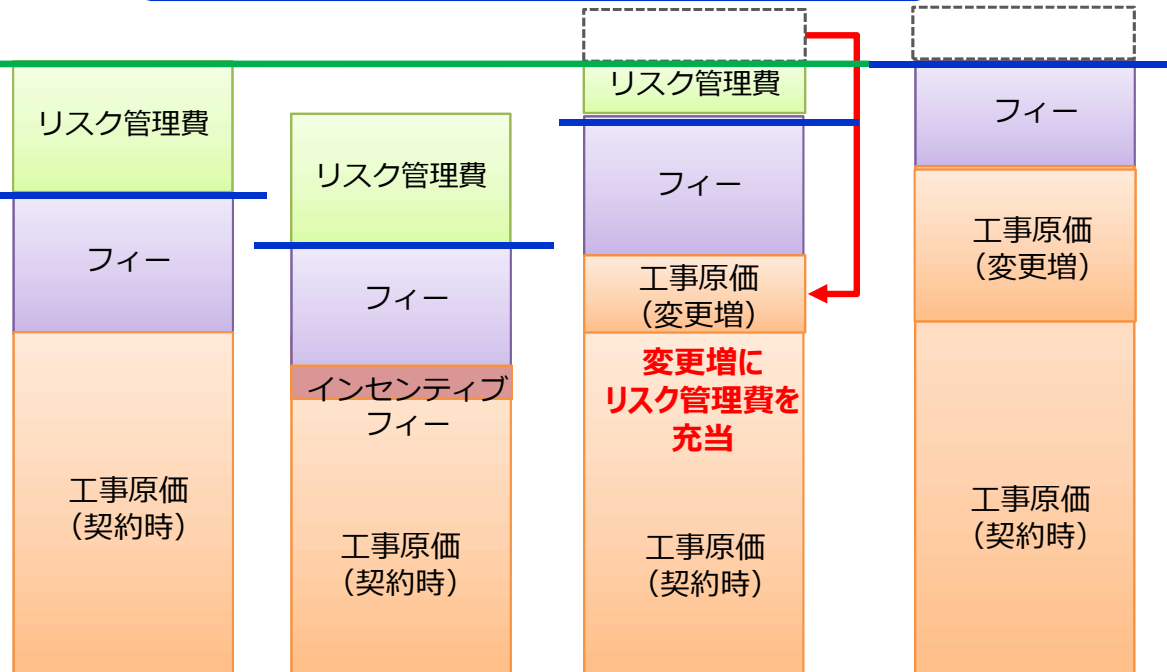 リスク管理費
フィー
工事原価
（契約時）
リスク管理費
フィー
インセンティブ
フィー
工事原価
（契約時）
リスク管理費
フィー
工事原価
（変更増）
変更増に
リスク管理費を
充当
工事原価
（契約時）
フィー
工事原価
（変更増）
工事原価
（契約時）